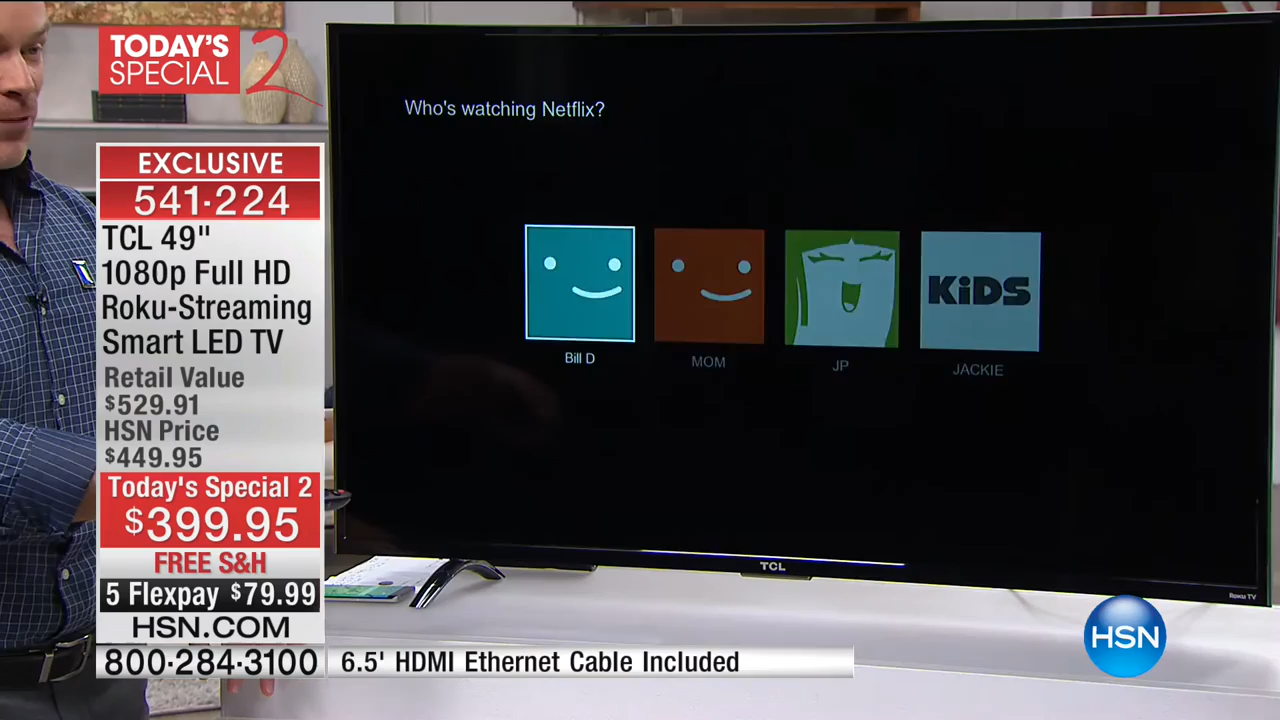 TODAY'S
SPECIAL 2
EXCLUSIVE
541·224
TCL 49"
1080p Full HD
Roku-Streaming
Smart LED TV
Retail Value
$529.91
HSN Price
$449.95
Today's Special 2
$399.95
FREE S&H
5 Flexpay $79.99
HSN.COM
800·284·3100
6.5' HDMI Ethernet Cable Included
Who's watching Netflix?
KiDS
Bill D
MOM
JP
JACKIE
TCL
Roku TV
HSN